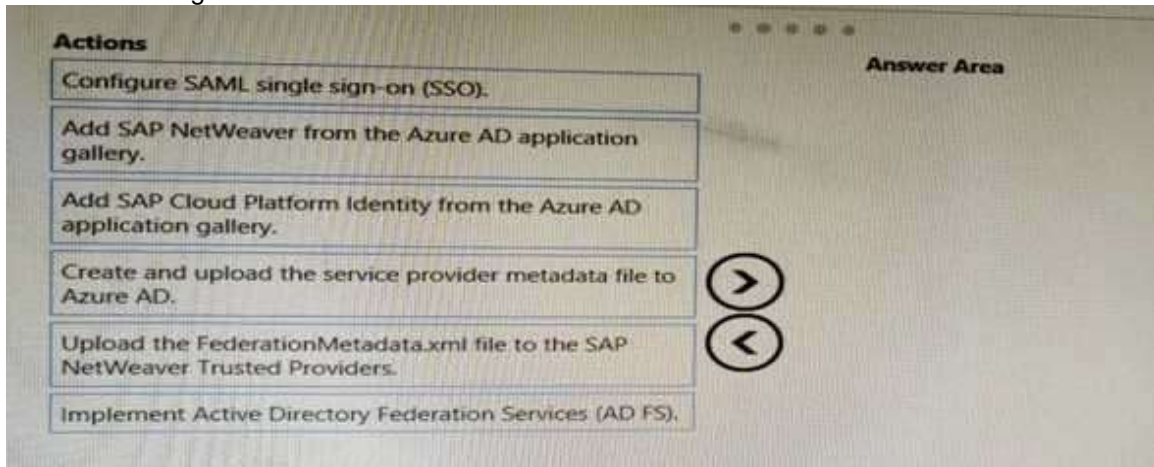 Actions
Answer Area
Configure SAML single sign-on (SSO).
Add SAP NetWeaver from the Azure AD application
gallery.
Add SAP Cloud Platform Identity from the Azure AD
application gallery.
Create and upload the service provider metadata file to
Azure AD.
Upload the FederationMetadata.xml file to the SAP
NetWeaver Trusted Providers.
Implement Active Directory Federation Services (AD FS).